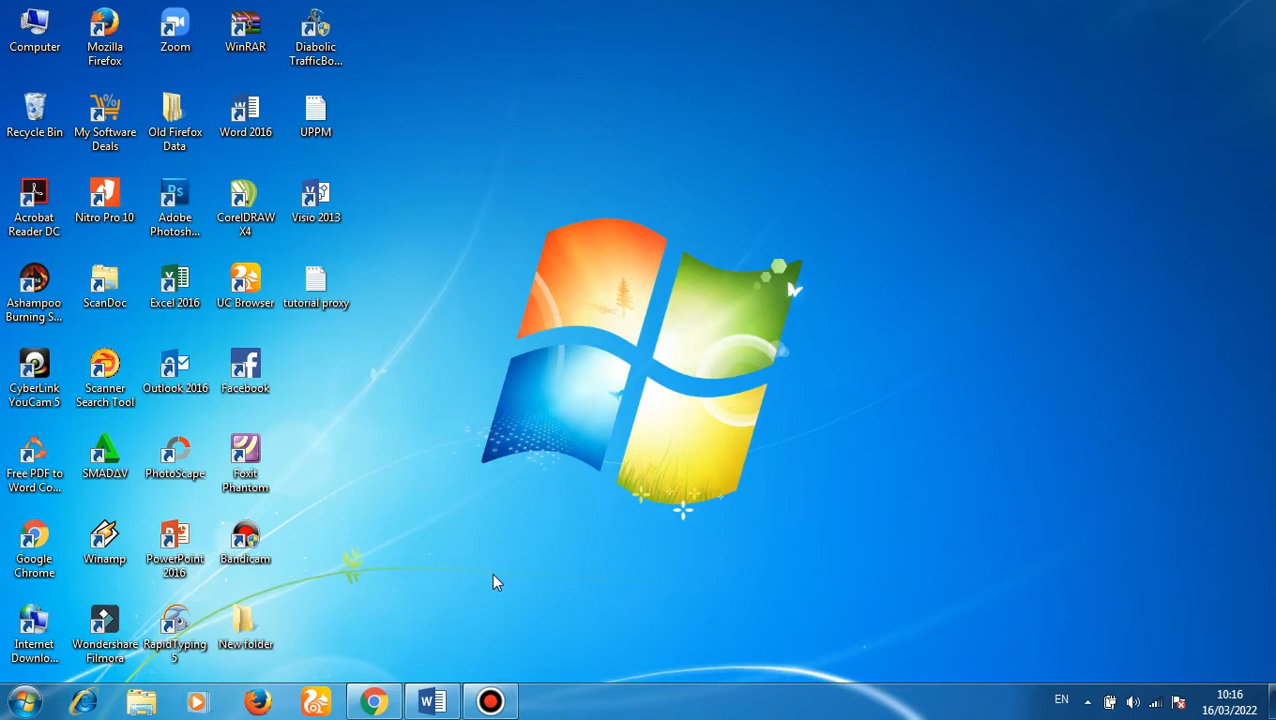 Computer
Mozilla
Firefox
Zoom
WinRAR
Diabolic
TrafficBo...
Recycle Bin
My Software
Deals
Old Firefox
Data
Word 2016
UPPM
Acrobat
Reader DC
Nitro Pro 10
Adobe
Photosh...
CorelDRAW
X4
Visio 2013
Ashampoo
Burning S...
ScanDoc
Excel 2016
UC Browser
tutorial proxy
CyberLink
YouCam 5
Scanner
Search Tool
Outlook 2016
Facebook
Free PDF to
Word Co...
SMADΔV
PhotoScape
Foxit
Phantom
Google
Chrome
Winamp
PowerPoint
2016
Bandicam
Internet
Downlo...
Wondershare
Filmora
RapidTyping
5
New folder
EN
10:16
16/03/2022